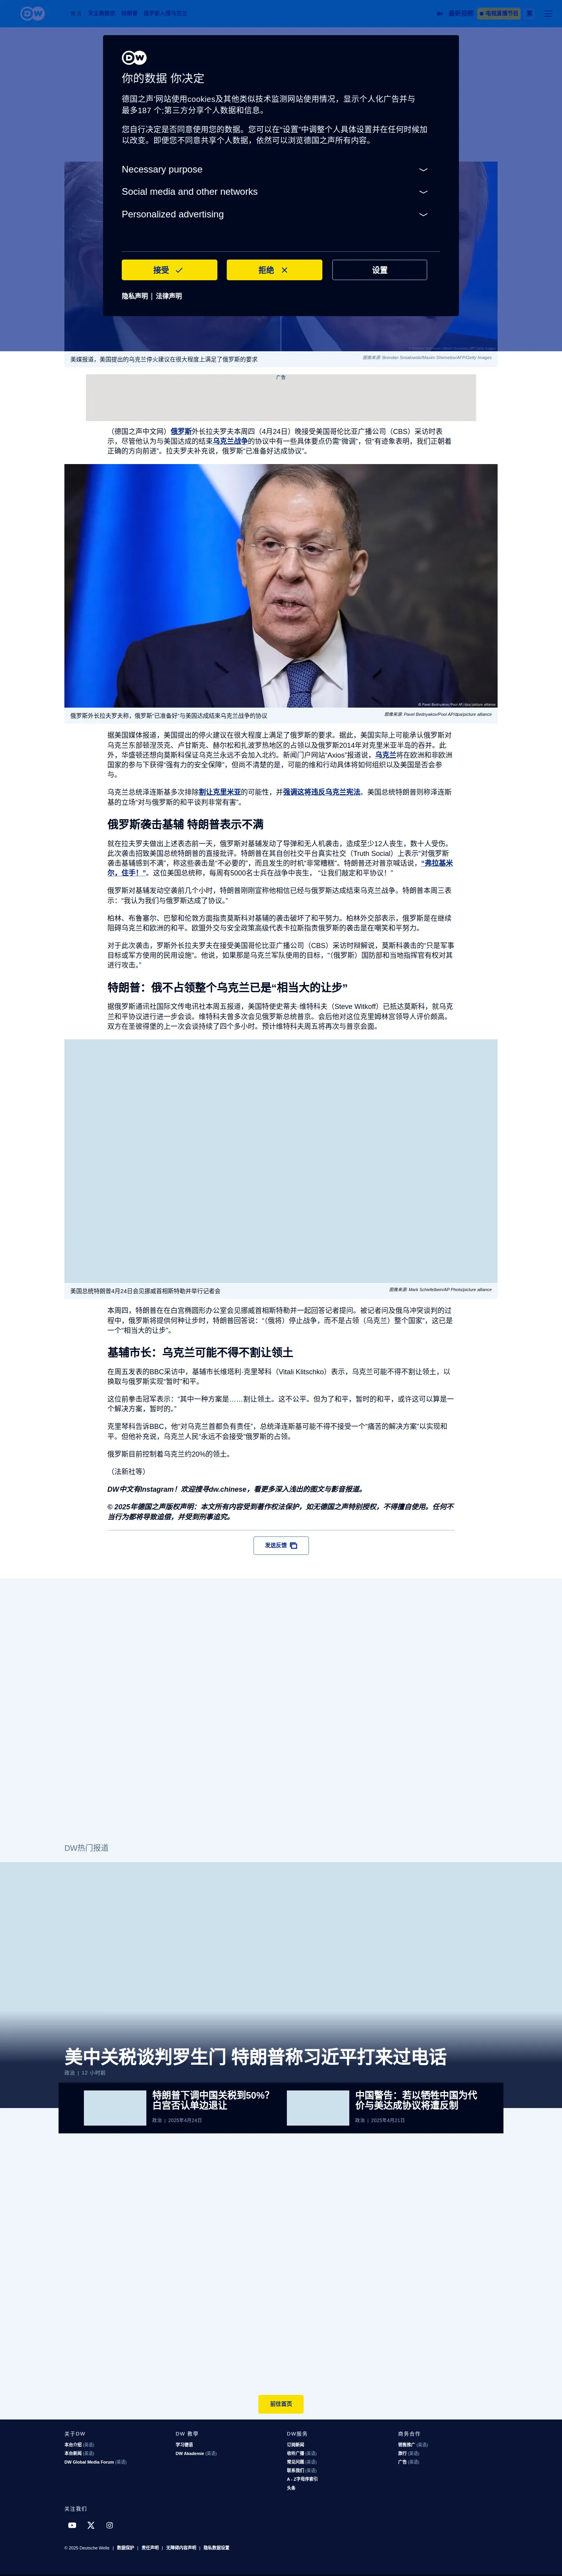 DW
DW
你的数据 你决定
德国之声'网站使用cookies及其他类似技术监测网站使用情况，显示个人化广告并与
最多187 个;第三方分享个人数据和信息。
您自行决定是否同意使用您的数据。您可以在“设置”中调整个人具体设置并在任何时候加
以改变。即使您不同意共享个人数据，依然可以浏览德国之声所有内容。
Necessary purpose
Social media and other networks
Personalized advertising
接受
拒绝
设置
隐私声明 | 法律声明
美媒报道，美国提出的乌克兰停火建议在很大程度上满足了俄罗斯的要求
广告
（德国之声中文网）俄罗斯外长拉夫罗夫本周四（4月24日）晚接受美国哥伦比亚广播公司（CBS）采访时表
示，尽管他认为与美国达成的结束乌克兰战争的协议中有一些具体要点仍需“微调”，但“有迹象表明，我们正朝着
正确的方向前进”。拉夫罗夫补充说，俄罗斯“已准备好达成协议”。
俄罗斯外长拉夫罗夫称，俄罗斯“已准备好”与美国达成结束乌克兰战争的协议
图像来源: Pavel Bednyakov/Pool AP/dpa/picture alliance
据美国媒体报道，美国提出的停火建议在很大程度上满足了俄罗斯的要求。据此，美国实际上可能承认俄罗斯对
乌克兰东部顿涅茨克、卢甘斯克、赫尔松和扎波罗热地区的占领以及俄罗斯2014年对克里米亚半岛的吞并。此
外，华盛顿还想向莫斯科保证乌克兰永远不会加入北约。新闻门户网站“Axios”报道说，乌克兰将在欧洲和非欧洲
国家的参与下获得“强有力的安全保障”，但尚不清楚的是，可能的维和行动具体将如何组织以及美国是否会参
与。
乌克兰总统泽连斯基多次排除割让克里米亚的可能性，并强调这将违反乌克兰宪法。美国总统特朗普则称泽连斯
基的立场“对与俄罗斯的和平谈判非常有害”。
俄罗斯袭击基辅 特朗普表示不满
就在拉夫罗夫做出上述表态前一天，俄罗斯对基辅发动了导弹和无人机袭击，造成至少12人丧生，数十人受伤。
此次袭击招致美国总统特朗普的直接批评。特朗普在其自创社交平台真实社交（Truth Social）上表示“对俄罗斯
袭击基辅感到不满”，称这些袭击是“不必要的”，而且发生的时机“非常糟糕”。特朗普还对普京喊话说，“弗拉基米
尔，住手！”。这位美国总统称，每周有5000名士兵在战争中丧生， “让我们敲定和平协议！”
俄罗斯对基辅发动空袭前几个小时，特朗普刚刚宣称他相信已经与俄罗斯达成结束乌克兰战争。特朗普本周三表
示：“我认为我们与俄罗斯达成了协议。”
柏林、布鲁塞尔、巴黎和伦敦方面指责莫斯科对基辅的袭击破坏了和平努力。柏林外交部表示，俄罗斯是在继续
阻碍乌克兰和欧洲的和平。欧盟外交与安全政策高级代表卡拉斯指责俄罗斯的袭击是在嘲笑和平努力。
对于此次袭击，罗斯外长拉夫罗夫在接受美国哥伦比亚广播公司（CBS）采访时辩解说，莫斯科袭击的“只是军事
目标或军方使用的民用设施”。他说，如果那是乌克兰军队使用的目标，“（俄罗斯）国防部和当地指挥官有权对其
进行攻击。”
特朗普：俄不占领整个乌克兰已是“相当大的让步”
据俄罗斯通讯社国际文传电讯社本周五报道，美国特使史蒂夫·维特科夫（Steve Witkoff）已抵达莫斯科，就乌克
兰和平协议进行进一步会谈。维特科夫曾多次会见俄罗斯总统普京。会后他对这位克里姆林宫领导人评价颇高。
双方在圣彼得堡的上一次会谈持续了四个多小时。预计维特科夫周五将再次与普京会面。
美国总统特朗普4月24日会见挪威首相斯特勒并举行记者会
图像来源: Mark Schiefelbein/AP Photo/picture alliance
本周四，特朗普在在白宫椭圆形办公室会见挪威首相斯特勒并一起回答记者提问。被记者问及俄乌冲突谈判的过
程中，俄罗斯将提供何种让步时，特朗普回答说：“（俄将）停止战争，而不是占领（乌克兰）整个国家”，这已是
一个“相当大的让步”。
基辅市长：乌克兰可能不得不割让领土
在周五发表的BBC采访中，基辅市长维塔利·克里琴科（Vitali Klitschko）表示，乌克兰可能不得不割让领土，以
换取与俄罗斯实现“暂时”和平。
这位前拳击冠军表示：“其中一种方案是……割让领土。这不公平。但为了和平，暂时的和平，或许这可以算是一
个解决方案，暂时的。”
克里琴科告诉BBC，他“对乌克兰首都负有责任”，总统泽连斯基可能不得不接受一个“痛苦的解决方案”以实现和
平。但他补充说，乌克兰人民“永远不会接受”俄罗斯的占领。
俄罗斯目前控制着乌克兰约20%的领土。
（法新社等）
DW中文有Instagram！欢迎搜寻dw.chinese，看更多深入浅出的图文与影音报道。
© 2025年德国之声版权声明：本文所有内容受到著作权法保护，如无德国之声特别授权，不得擅自使用。任何不
当行为都将导致追偿，并受到刑事追究。
发送反馈
DW热门报道
美中关税谈判罗生门 特朗普称习近平打来过电话
政治 | 12 小时前
特朗普下调中国关税到50%？
白宫否认单边退让
政治 | 2025年4月24日
中国警告：若以牺牲中国为代
价与美达成协议将遭反制
政治 | 2025年4月21日
前往首页
关于DW
本台介绍 (英语)
本台新闻 (英语)
DW Global Media Forum (英语)
DW 教学
学习德语
DW Akademie (英语)
DW服务
订阅新闻
收听广播 (英语)
常见问题 (英语)
联系我们 (英语)
A - Z字母序索引
头条
商务合作
销售推广 (英语)
旅行 (英语)
广告 (英语)
关注我们
© 2025 Deutsche Welle | 数据保护 | 责任声明 | 无障碍内容声明 | 隐私数据设置